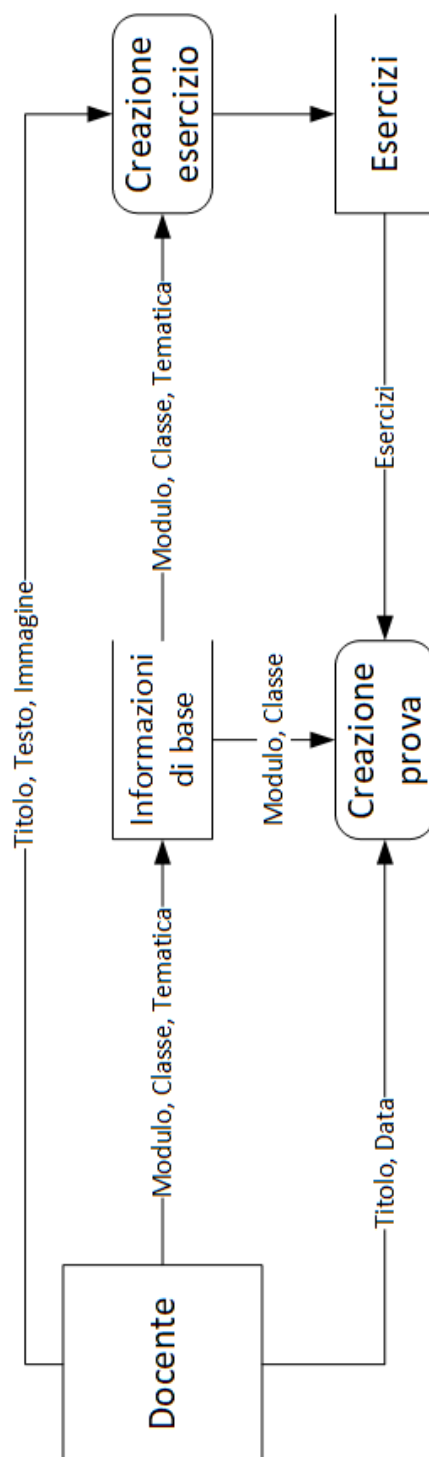 Titolo, Testo, Immagine
Docente
Modulo, Classe, Tematica
Informazioni
di base
Modulo, Classe, Tematica
Creazione
esercizio
Modulo, Classe
Titolo, Data
Creazione
prova
Esercizi
Esercizi